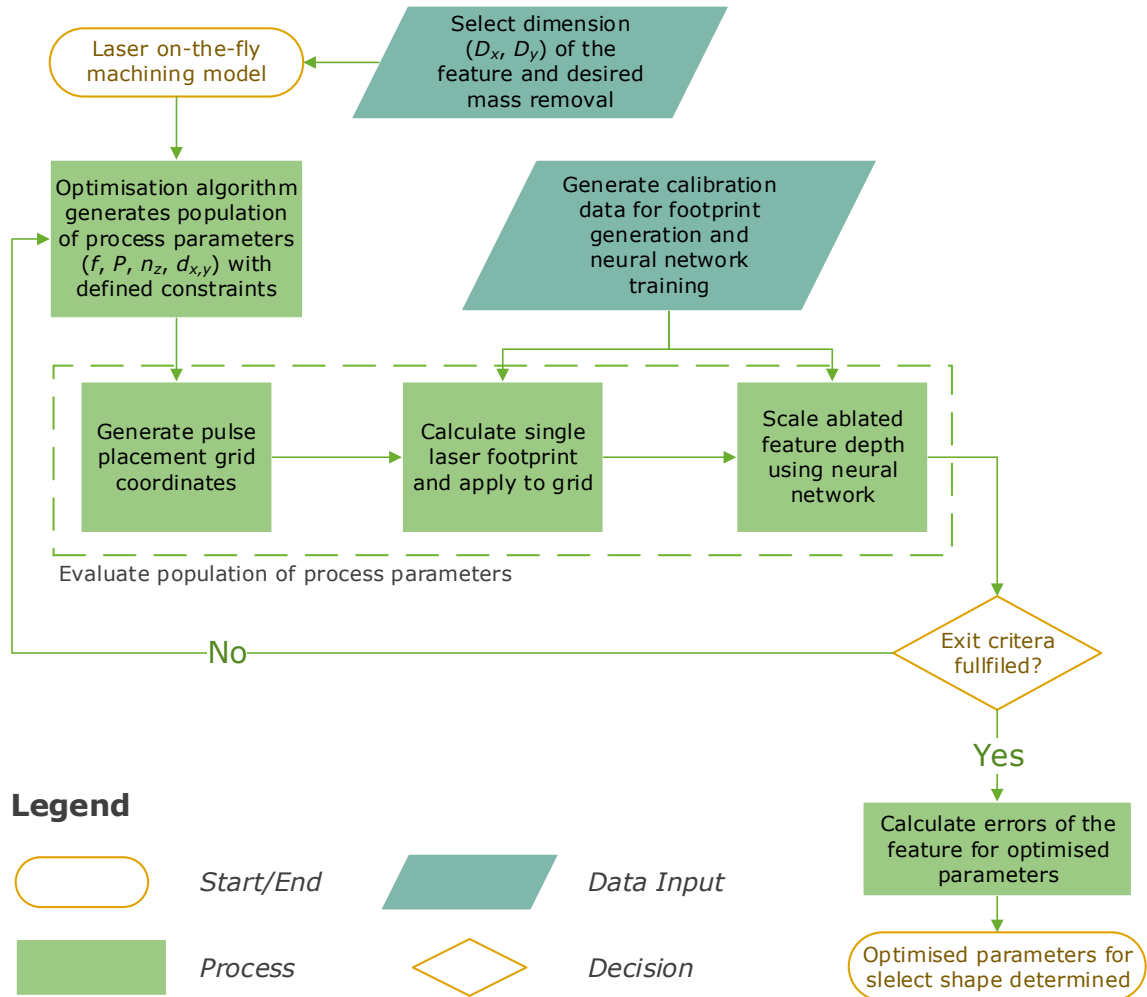 Laser on-the-fly
machining model
Select dimension
(Dx, Dy) of the
feature and desired
mass removal
Optimisation algorithm
generates population
of process parameters
(f, P, nz, dx,y) with
defined constraints
Generate calibration
data for footprint
generation and
neural network
training
Generate pulse
placement grid
coordinates
Calculate single
laser footprint
and apply to grid
Scale ablated
feature depth
using neural
network
Evaluate population of process parameters
No
Exit critera
fullfiled?
Yes
Calculate errors of the
feature for optimised
parameters
Optimised parameters for
slelect shape determined
Legend
Start/End
Data Input
Process
Decision